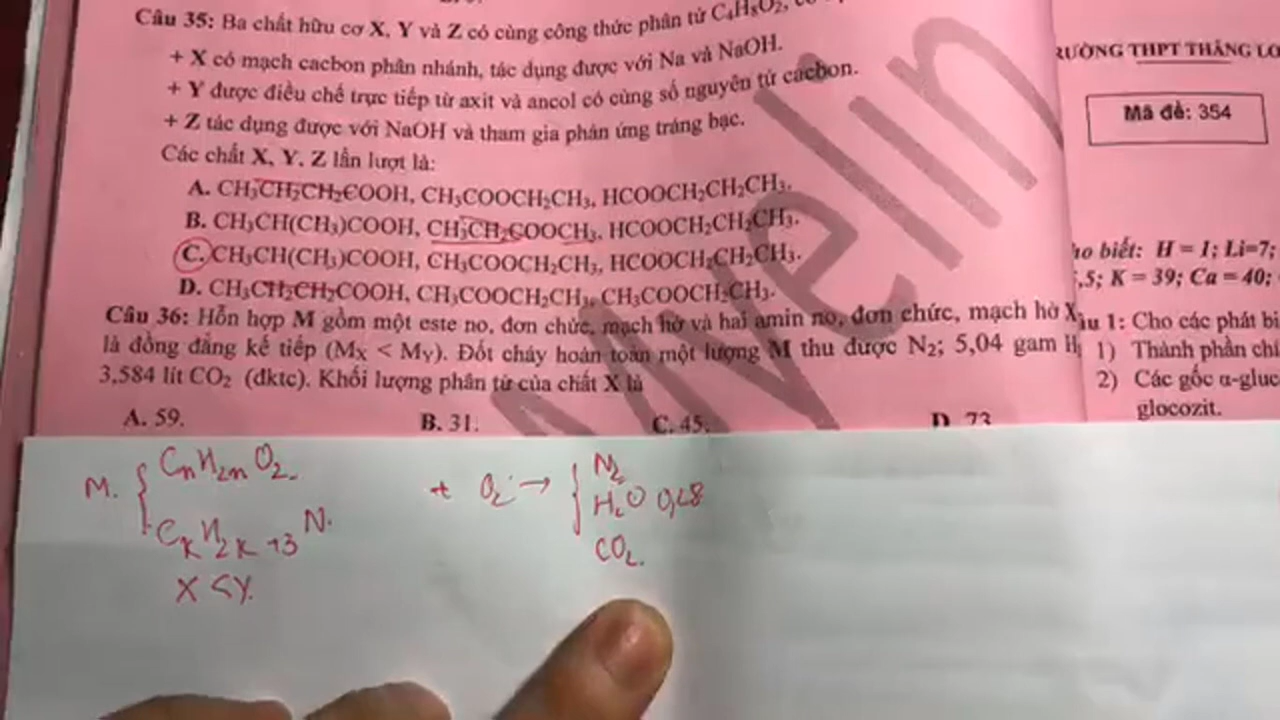 Câu 35: Ba chất hữu cơ X, Y và Z có cùng công thức phân tử C₄H₈O₂,
+ X có mạch cacbon phân nhánh, tác dụng được với Na và NaOH.
+ Y được điều chế trực tiếp từ axit và ancol có cùng số nguyên tử cacbon.
+ Z tác dụng được với NaOH và tham gia phản ứng tráng bạc.
Các chất X, Y, Z lần lượt là:
A. CH₃CH₂CH₂COOH, CH₃COOCH₂CH₃, HCOOCH₂CH₂CH₃.
B. CH₃CH(CH₃)COOH, CH₃CH₂COOCH₃, HCOOCH₂CH₂CH₃.
C. CH₃CH(CH₃)COOH, CH₃COOCH₂CH₃, HCOOCH₂CH₂CH₃.
D. CH₃CH₂CH₂COOH, CH₃COOCH₂CH₃, CH₃COOCH₂CH₃.
Câu 36: Hỗn hợp M gồm một este no, đơn chức, mạch hở và hai amin no, đơn chức, mạch hở X,
là đồng đẳng kế tiếp (Mₓ < Mᵧ). Đốt cháy hoàn toàn một lượng M thu được N₂; 5,04 gam H
3,584 lít CO₂ (đktc). Khối lượng phân tử của chất X là
A. 59. B. 31. C. 45. D. 73
Myelin
RƯỜNG THPT THĂNG LO
Mã đề: 354
ho biết: H = 1; Li=7;
,5; K = 39; Ca = 40;
âu 1: Cho các phát bi
1) Thành phần chí
2) Các gốc α-gluc
glocozit.
M. { CₙH₂ₙO₂. + O₂ → { N₂
H₂O 0,28
CₖH₂ₖ₊₃N.
CO₂.
X < Y.